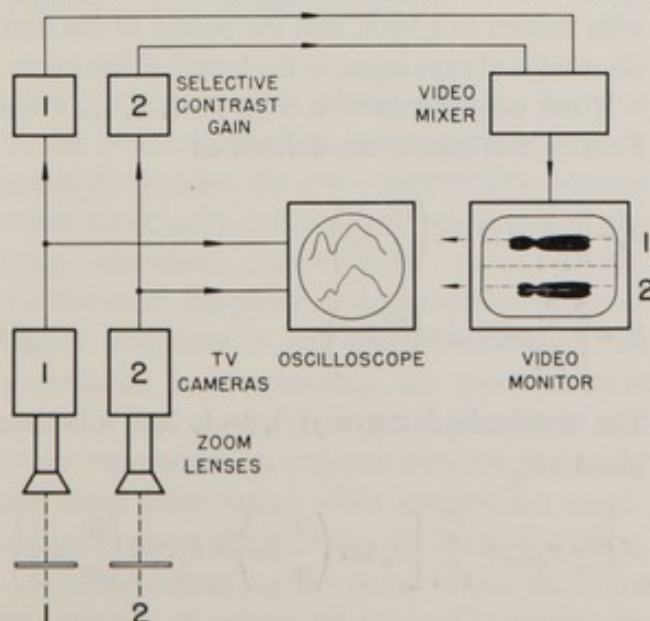 1
2
SELECTIVE
CONTRAST
GAIN
VIDEO
MIXER
1
2
1
2
TV
CAMERAS
OSCILLOSCOPE
VIDEO
MONITOR
ZOOM
LENSES
1
2